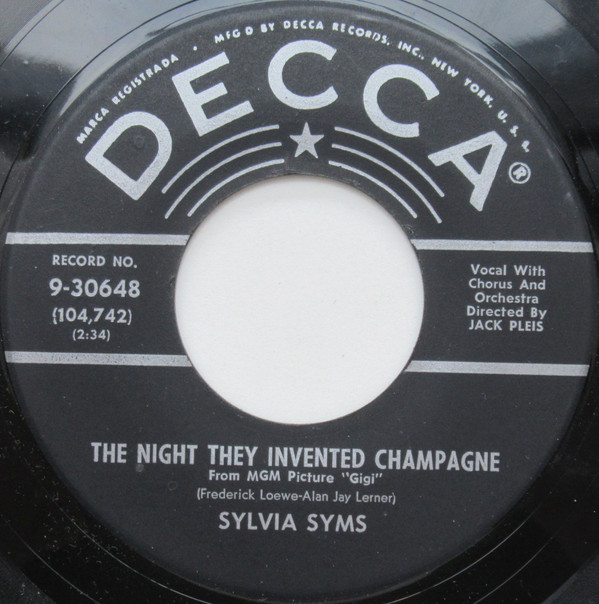 MARCA REGISTRADA • MFG'D BY DECCA RECORDS, INC., NEW YORK, U. S. A.
DECCA®
RECORD NO.
9-30648
(104,742)
(2:34)
Vocal With
Chorus And
Orchestra
Directed By
JACK PLEIS
THE NIGHT THEY INVENTED CHAMPAGNE
From MGM Picture "Gigi"
(Frederick Loewe-Alan Jay Lerner)
SYLVIA SYMS